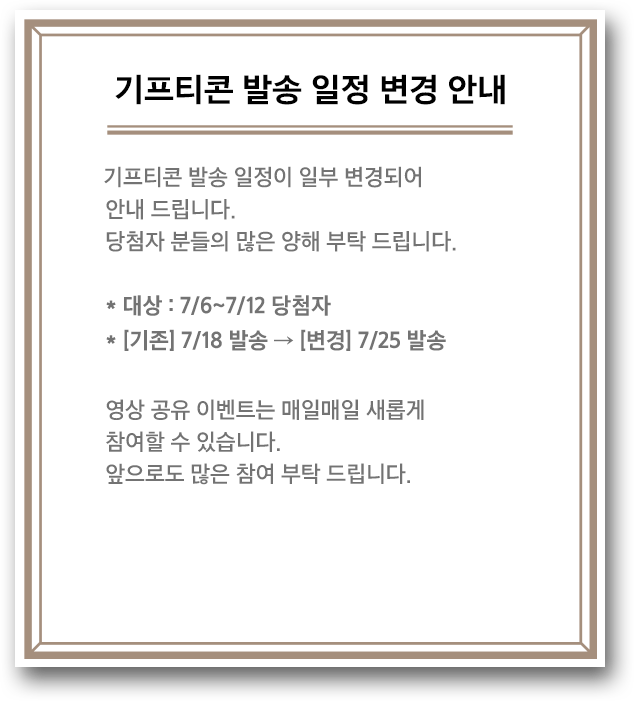 기프티콘 발송 일정 변경 안내
기프티콘 발송 일정이 일부 변경되어
안내 드립니다.
당첨자 분들의 많은 양해 부탁 드립니다.
* 대상 : 7/6~7/12 당첨자
* [기존] 7/18 발송 → [변경] 7/25 발송
영상 공유 이벤트는 매일매일 새롭게
참여할 수 있습니다.
앞으로도 많은 참여 부탁 드립니다.